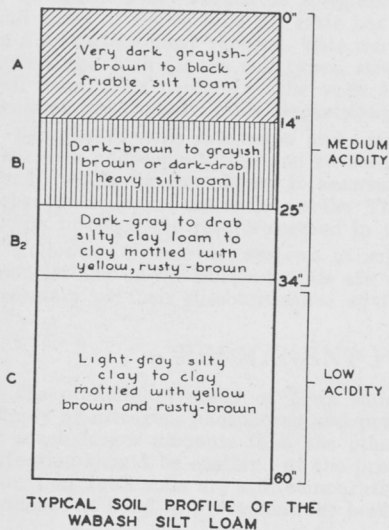 0"
A
Very dark grayish-
brown to black
friable silt loam
14"
MEDIUM
ACIDITY
B1
Dark-brown to grayish
brown or dark-drab
heavy silt loam
25"
B2
Dark-gray to drab
silty clay loam to
clay mottled with
yellow, rusty-brown
34"
C
Light-gray silty
clay to clay
mottled with yellow
brown and rusty-brown
LOW
ACIDITY
60"
TYPICAL SOIL PROFILE OF THE
WABASH SILT LOAM